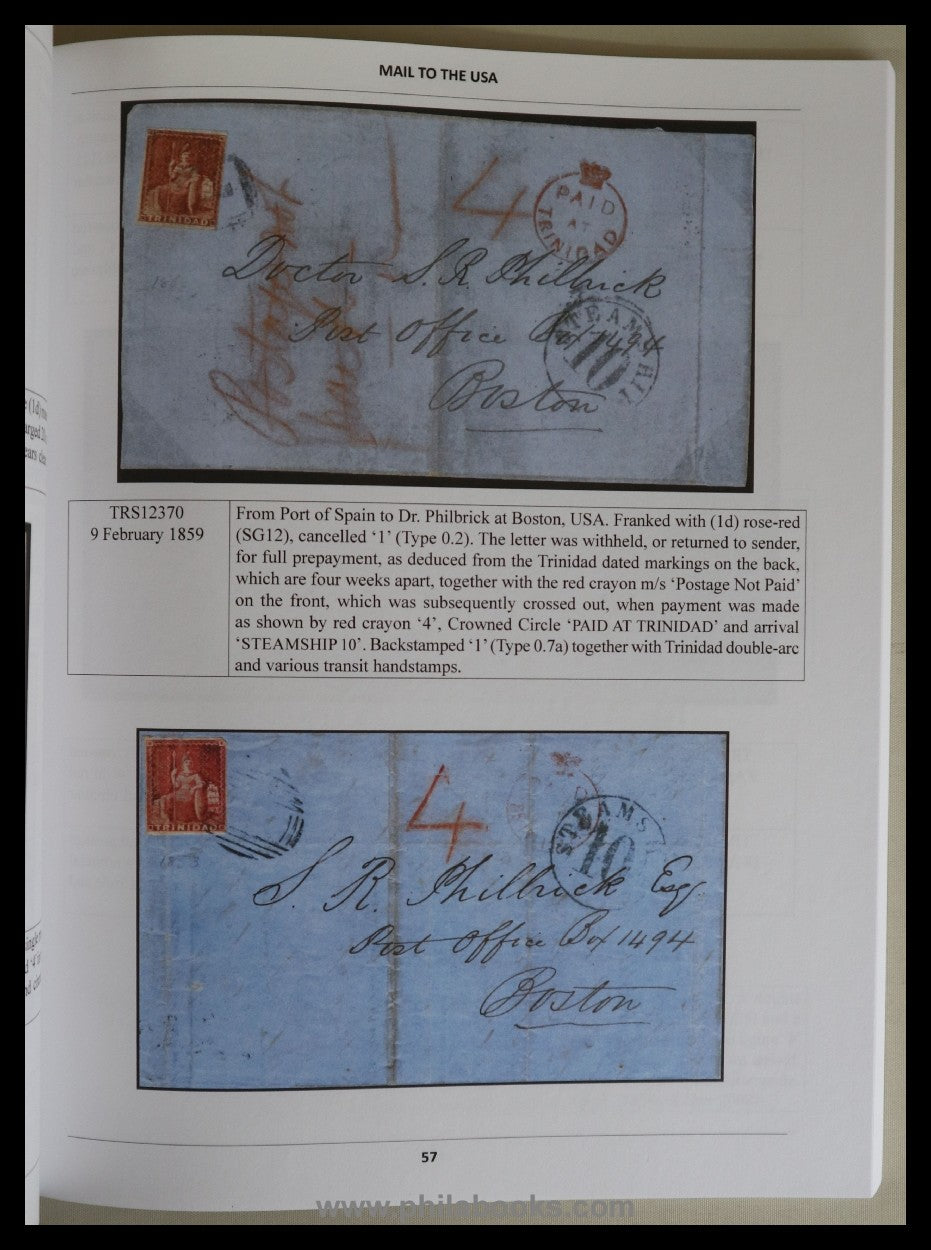 MAIL TO THE USA
TRINIDAD
4
PAID
AT
TRINIDAD
Doctor S. R. Philbrick
Post Office Box 1494
Boston
STEAMSHIP
10
Postage
not
paid
(1d)
TRS12370
9 February 1859
From Port of Spain to Dr. Philbrick at Boston, USA. Franked with (1d) rose-red
(SG12), cancelled ‘1’ (Type 0.2). The letter was withheld, or returned to sender,
for full prepayment, as deduced from the Trinidad dated markings on the back,
which are four weeks apart, together with the red crayon m/s ‘Postage Not Paid’
on the front, which was subsequently crossed out, when payment was made
as shown by red crayon ‘4’, Crowned Circle ‘PAID AT TRINIDAD’ and arrival
‘STEAMSHIP 10’. Backstamped ‘1’ (Type 0.7a) together with Trinidad double-arc
and various transit handstamps.
TRINIDAD
4
STEAMS
10
S. R. Philbrick Esqr
Post Office Box 1494
Boston
57
www.philabooks.com